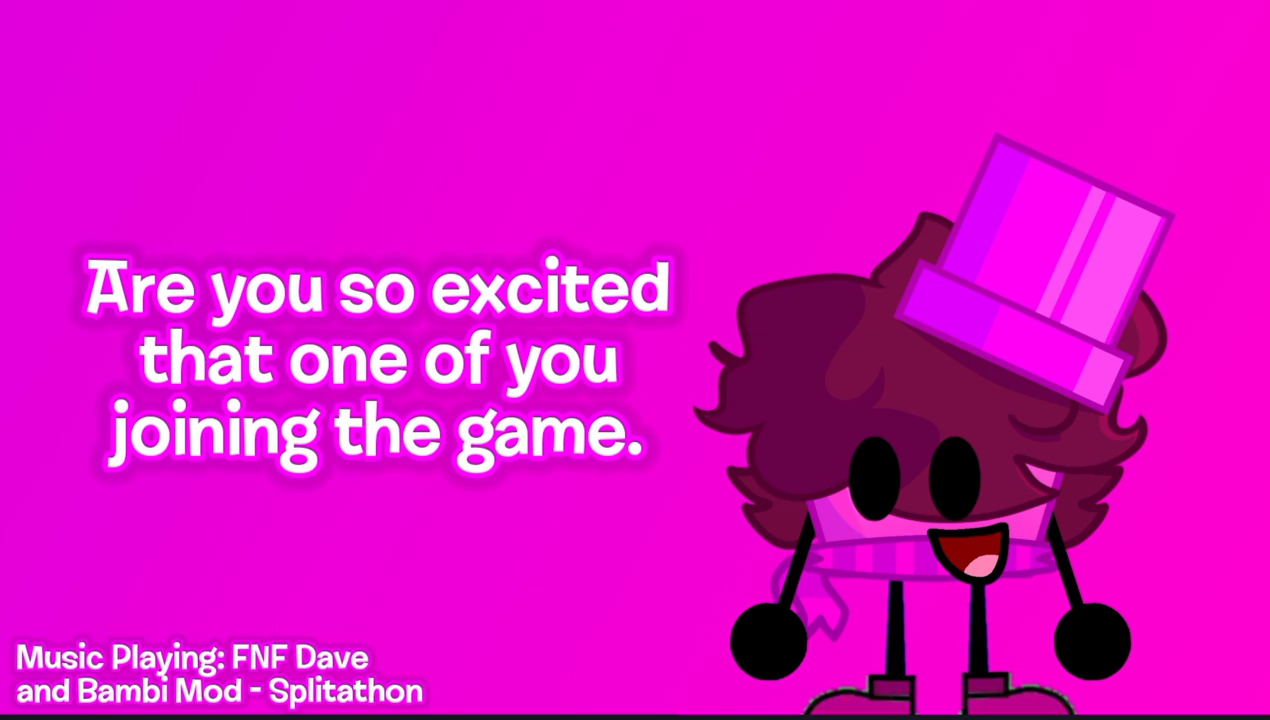 Are you so excited
that one of you
joining the game.
Music Playing: FNF Dave
and Bambi Mod - Splitathon